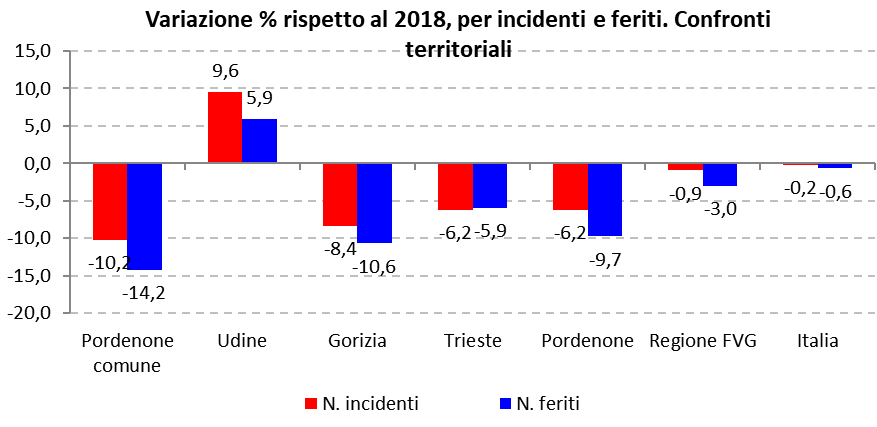 Variazione % rispetto al 2018, per incidenti e feriti. Confronti
territoriali
15,0
10,0
5,0
0,0
-5,0
-10,0
-15,0
-20,0
9,6
5,9
-10,2
-14,2
-8,4
-10,6
-6,2
-5,9
-6,2
-9,7
-0,9
-3,0
-0,2
-0,6
Pordenone
comune
Udine
Gorizia
Trieste
Pordenone
Regione FVG
Italia
N. incidenti
N. feriti